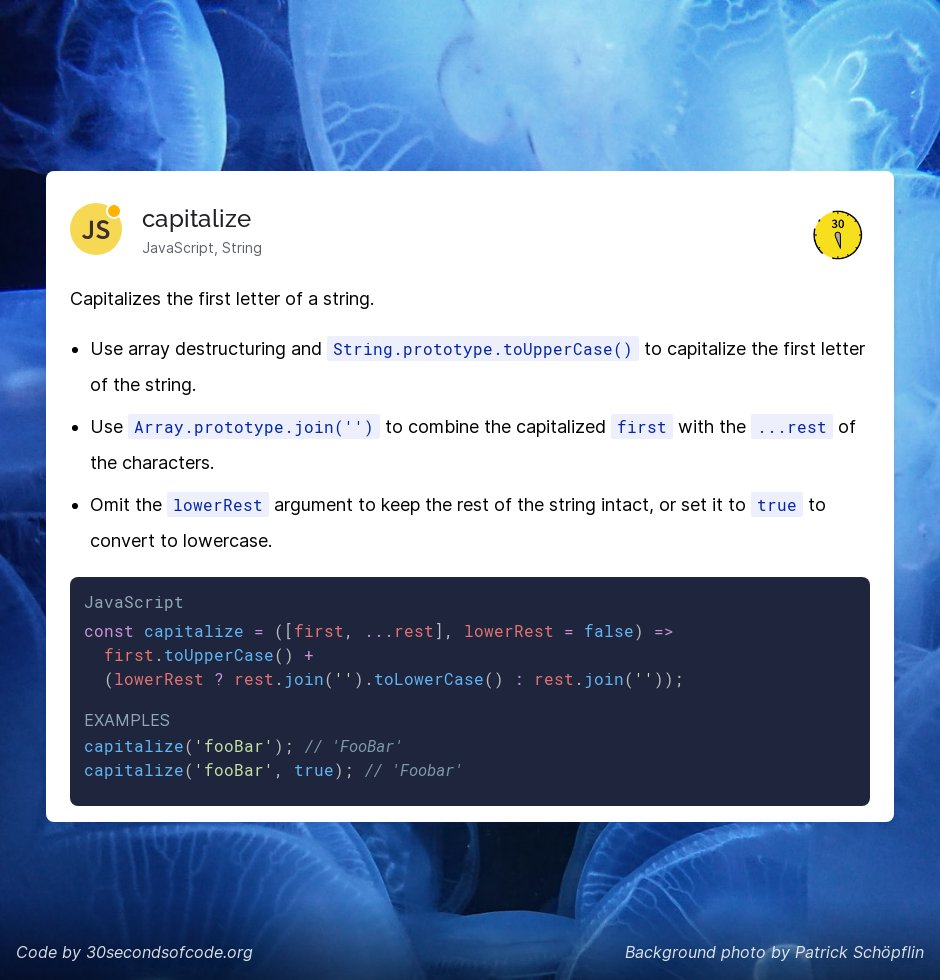 JS
capitalize
JavaScript, String
30
Capitalizes the first letter of a string.
• Use array destructuring and String.prototype.toUpperCase() to capitalize the first letter
of the string.
• Use Array.prototype.join('') to combine the capitalized first with the ...rest of
the characters.
• Omit the lowerRest argument to keep the rest of the string intact, or set it to true to
convert to lowercase.
JavaScript
const capitalize = ([first, ...rest], lowerRest = false) =>
  first.toUpperCase() +
  (lowerRest ? rest.join('').toLowerCase() : rest.join(''));
EXAMPLES
capitalize('fooBar'); // 'FooBar'
capitalize('fooBar', true); // 'Foobar'
Code by 30secondsofcode.org
Background photo by Patrick Schöpflin